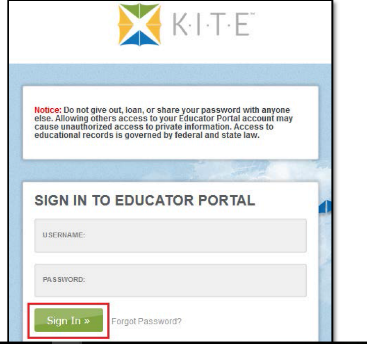 K·I·T·E™
Notice: Do not give out, loan, or share your password with anyone
else. Allowing others access to your Educator Portal account may
cause unauthorized access to private information. Access to
educational records is governed by federal and state law.
SIGN IN TO EDUCATOR PORTAL
USERNAME:
PASSWORD:
Sign In »
Forgot Password?